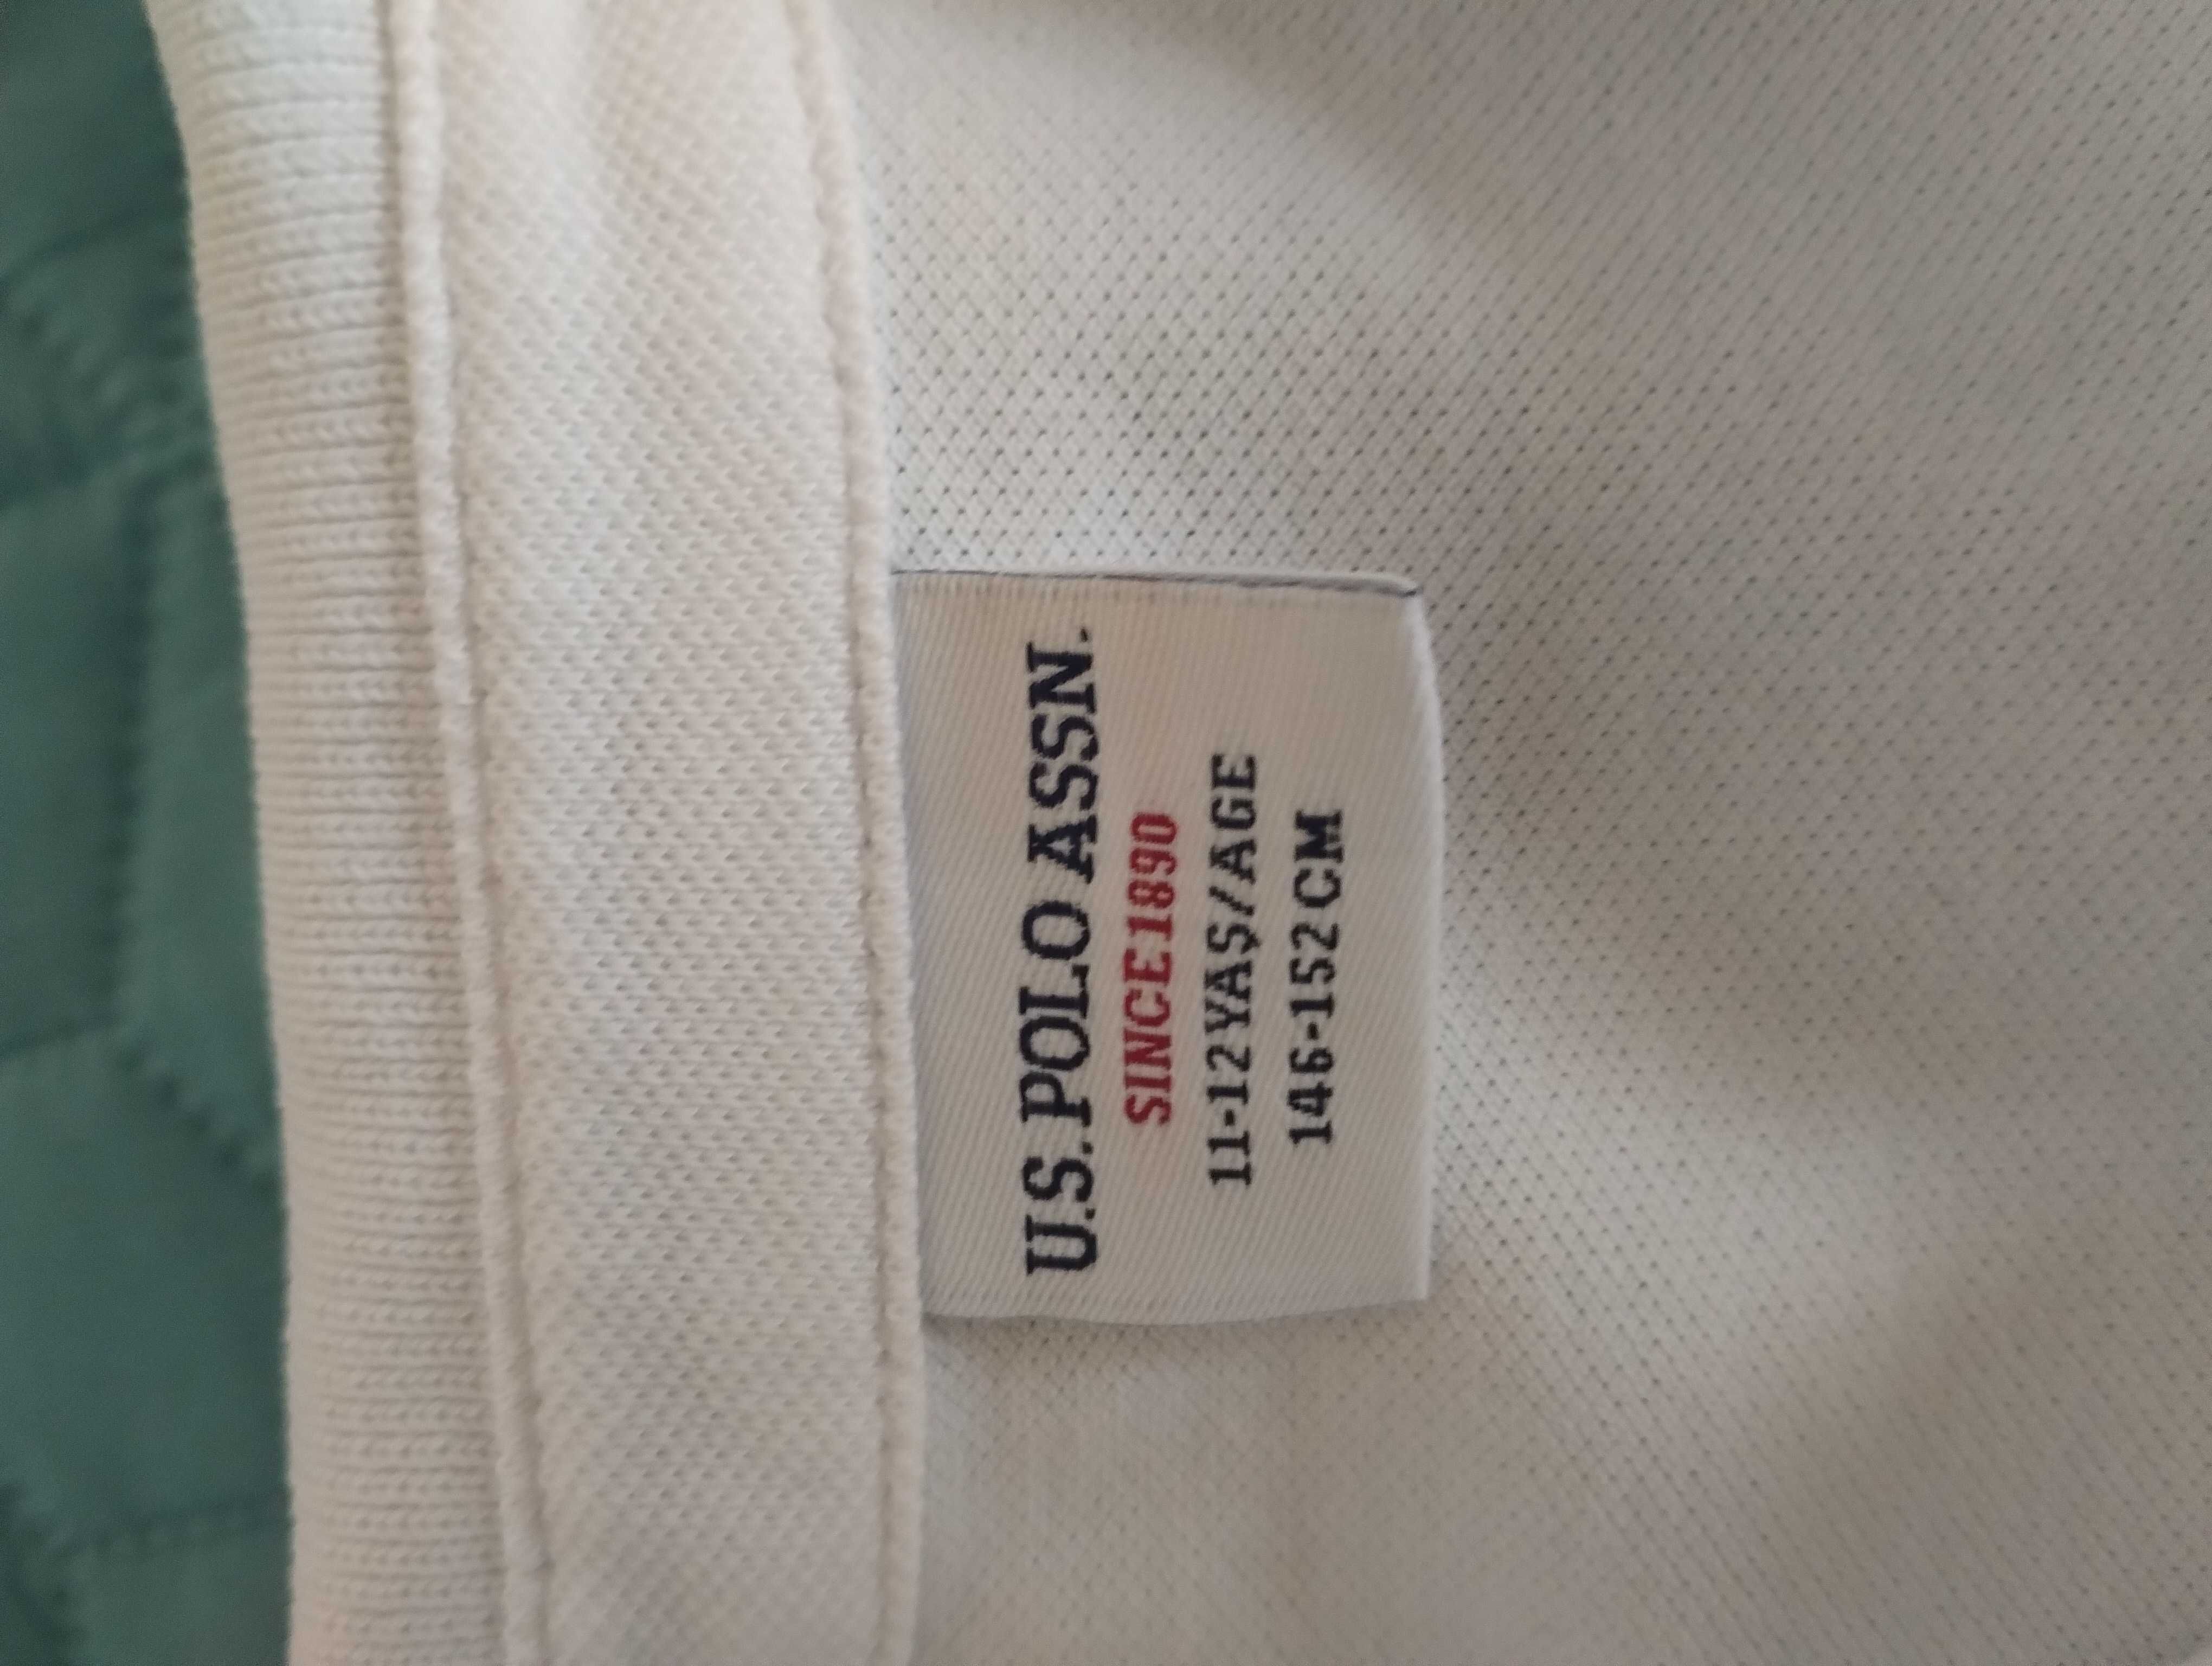 U.S. POLO ASSN.
SINCE 1890
11-12 YAŞ/AGE
146-152 CM